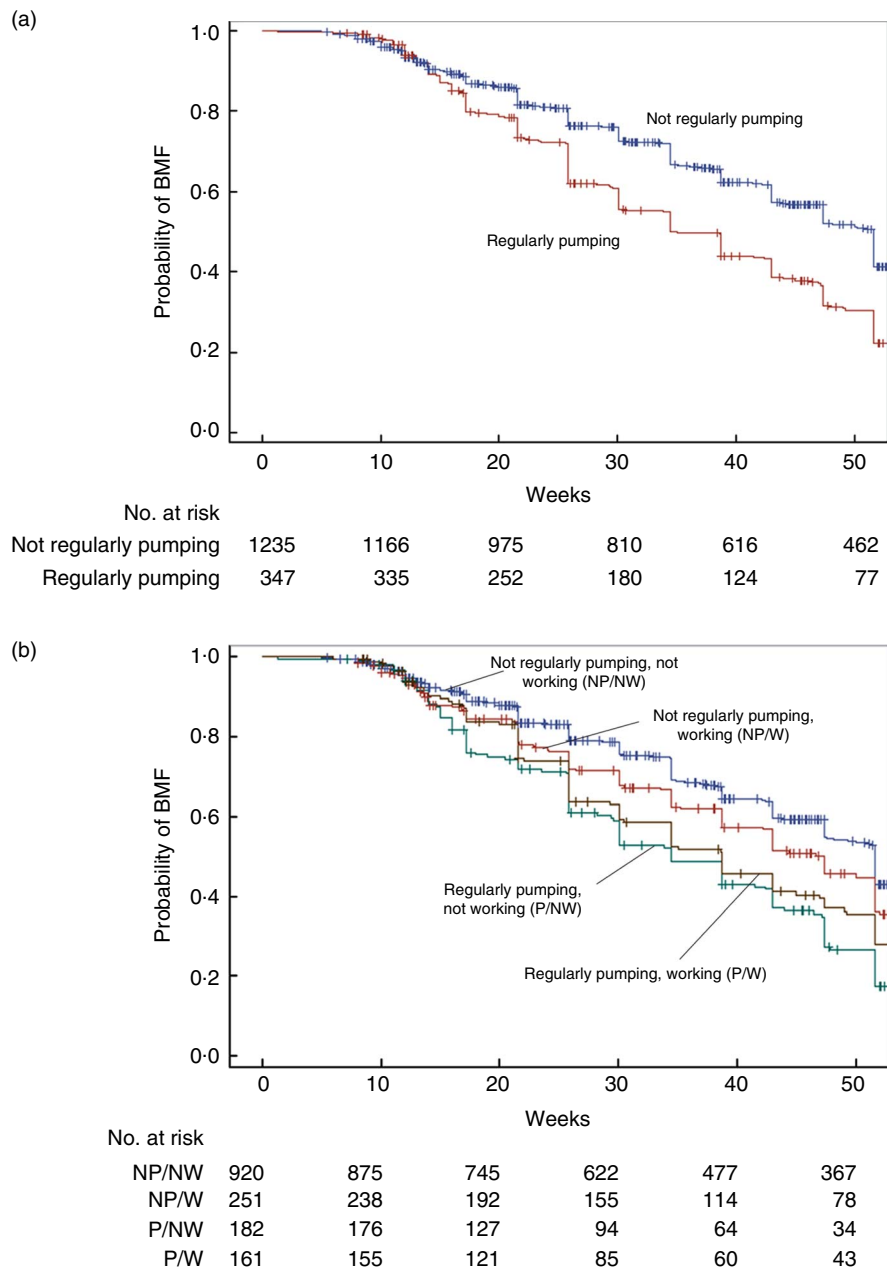 (a)
1·0
0·8
0·6
0·4
0·2
0·0
Probability of BMF
Not regularly pumping
Regularly pumping
0 10 20 30 40 50
Weeks
No. at risk
Not regularly pumping 1235 1166 975 810 616 462
Regularly pumping 347 335 252 180 124 77
(b)
1·0
0·8
0·6
0·4
0·2
0·0
Probability of BMF
Not regularly pumping, not
working (NP/NW)
Not regularly pumping,
working (NP/W)
Regularly pumping,
not working (P/NW)
Regularly pumping, working (P/W)
0 10 20 30 40 50
Weeks
No. at risk
NP/NW 920 875 745 622 477 367
NP/W 251 238 192 155 114 78
P/NW 182 176 127 94 64 34
P/W 161 155 121 85 60 43